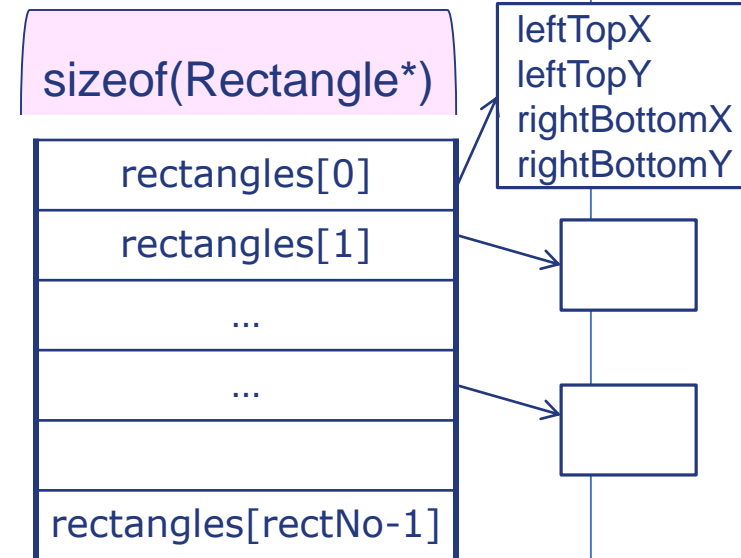 sizeof(Rectangle*)
leftTopX
leftTopY
rightBottomX
rightBottomY
rectangles[0]
rectangles[1]
...
...
rectangles[rectNo-1]